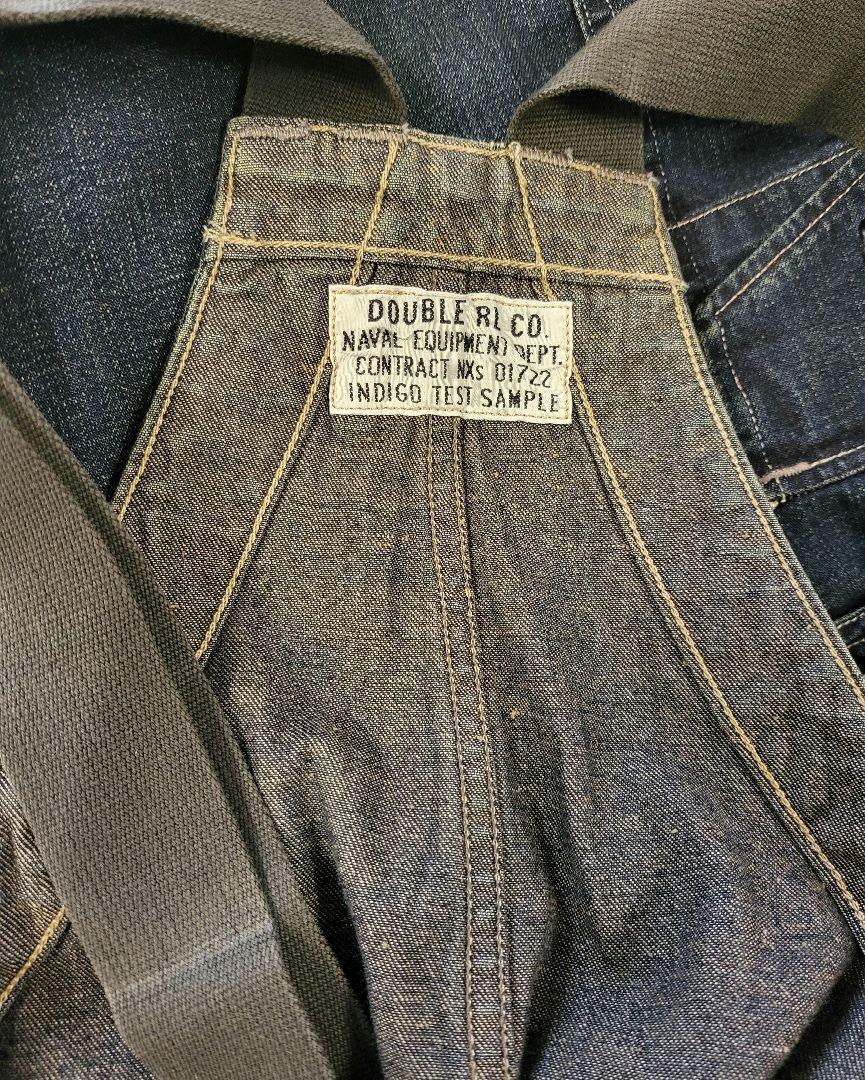 DOUBLE RL CO.
NAVAL EQUIPMENT DEPT.
CONTRACT NXs 01722
INDIGO TEST SAMPLE